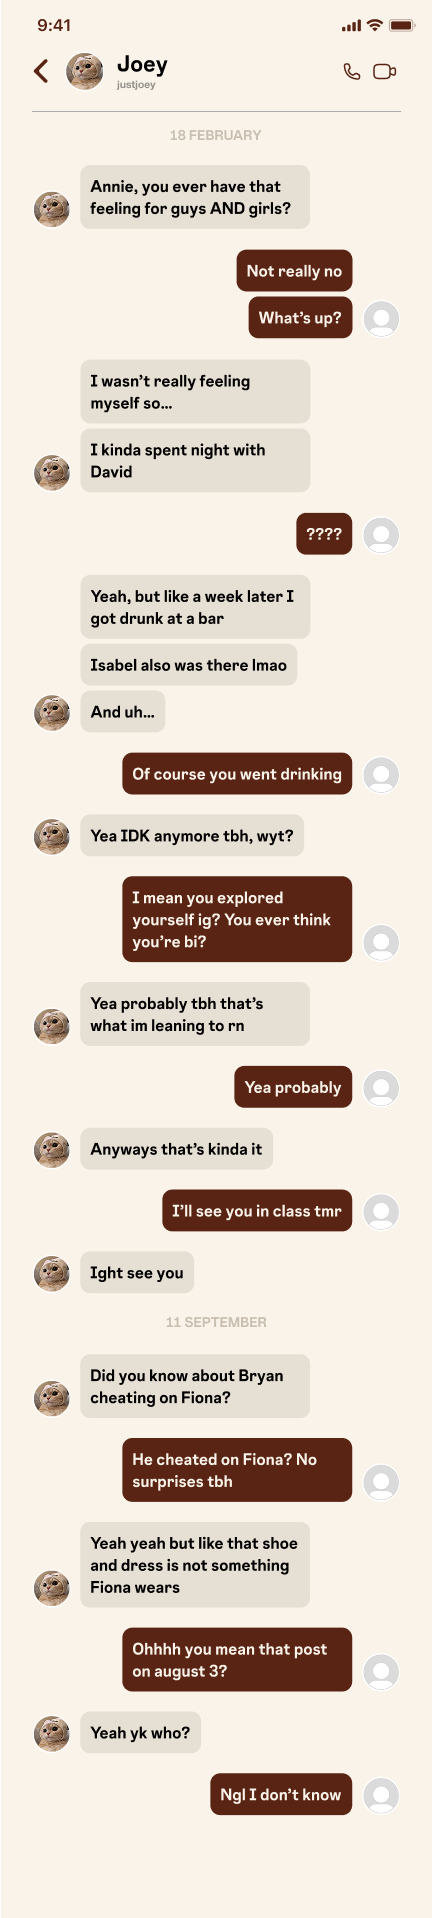 9:41
Joey
justjoey
18 FEBRUARY
Annie, you ever have that
feeling for guys AND girls?
Not really no
What’s up?
I wasn’t really feeling
myself so...
I kinda spent night with
David
????
Yeah, but like a week later I
got drunk at a bar
Isabel also was there lmao
And uh...
Of course you went drinking
Yea IDK anymore tbh, wyt?
I mean you explored
yourself ig? You ever think
you’re bi?
Yea probably tbh that’s
what im leaning to rn
Yea probably
Anyways that’s kinda it
I’ll see you in class tmr
Ight see you
11 SEPTEMBER
Did you know about Bryan
cheating on Fiona?
He cheated on Fiona? No
surprises tbh
Yeah yeah but like that shoe
and dress is not something
Fiona wears
Ohhhh you mean that post
on august 3?
Yeah yk who?
Ngl I don’t know